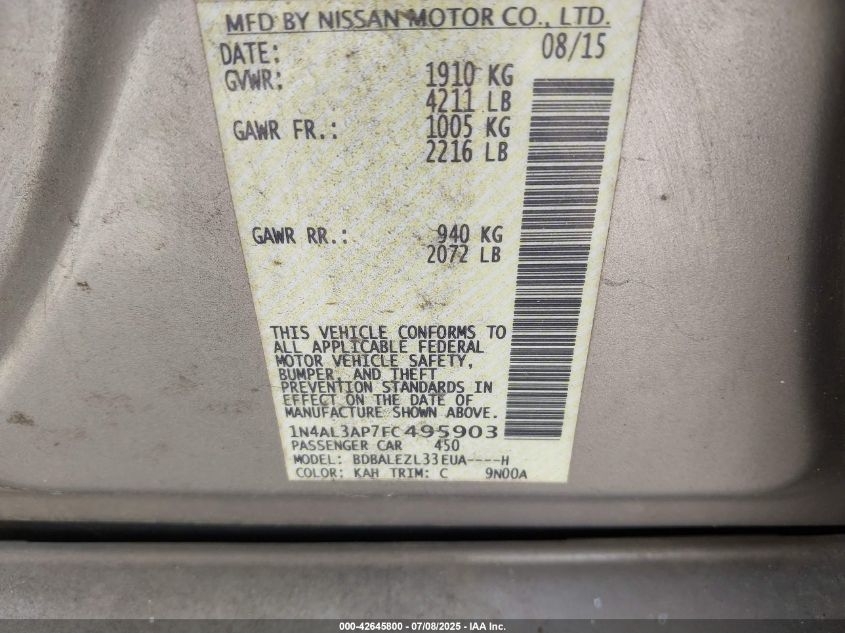 MFD BY NISSAN MOTOR CO., LTD.
DATE: 08/15
GVWR: 1910 KG
4211 LB
GAWR FR.: 1005 KG
2216 LB
GAWR RR.: 940 KG
2072 LB
THIS VEHICLE CONFORMS TO
ALL APPLICABLE FEDERAL
MOTOR VEHICLE SAFETY,
BUMPER, AND THEFT
PREVENTION STANDARDS IN
EFFECT ON THE DATE OF
MANUFACTURE SHOWN ABOVE.
1N4AL3AP7FC495903
PASSENGER CAR 450
MODEL: BDBALEZL33EUA----H
COLOR: KAH TRIM: C 9N00A
000-42645800 - 07/08/2025 - IAA Inc.